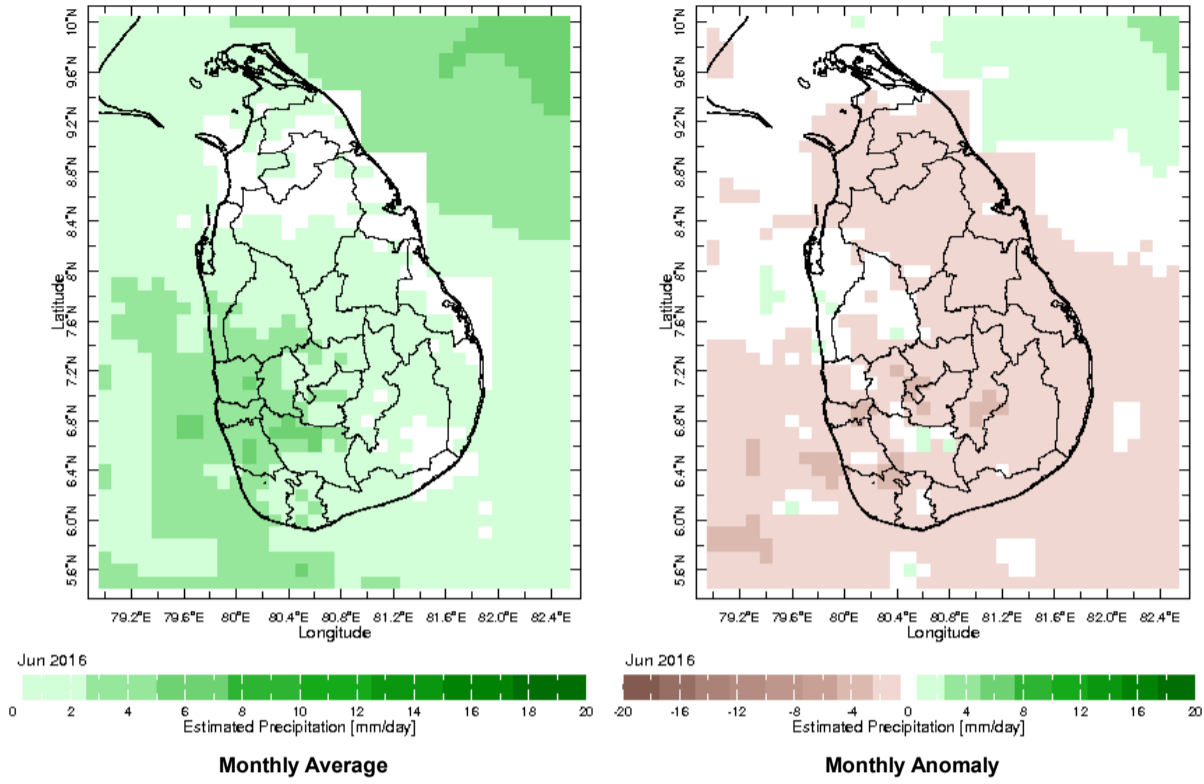 10°N
9.6°N
9.2°N
8.8°N
8.4°N
8°N
7.6°N
7.2°N
6.8°N
6.4°N
6.0°N
5.6°N
Latitude
79.2°E 79.6°E 80°E 80.4°E 80.8°E 81.2°E 81.6°E 82.0°E 82.4°E
Longitude
Jun 2016
0 2 4 6 8 10 12 14 16 18 20
Estimated Precipitation [mm/day]
Monthly Average
10°N
9.6°N
9.2°N
8.8°N
8.4°N
8°N
7.6°N
7.2°N
6.8°N
6.4°N
6.0°N
5.6°N
Latitude
79.2°E 79.6°E 80°E 80.4°E 80.8°E 81.2°E 81.6°E 82.0°E 82.4°E
Longitude
Jun 2016
-20 -16 -12 -8 -4 0 4 8 12 16 20
Estimated Precipitation [mm/day]
Monthly Anomaly